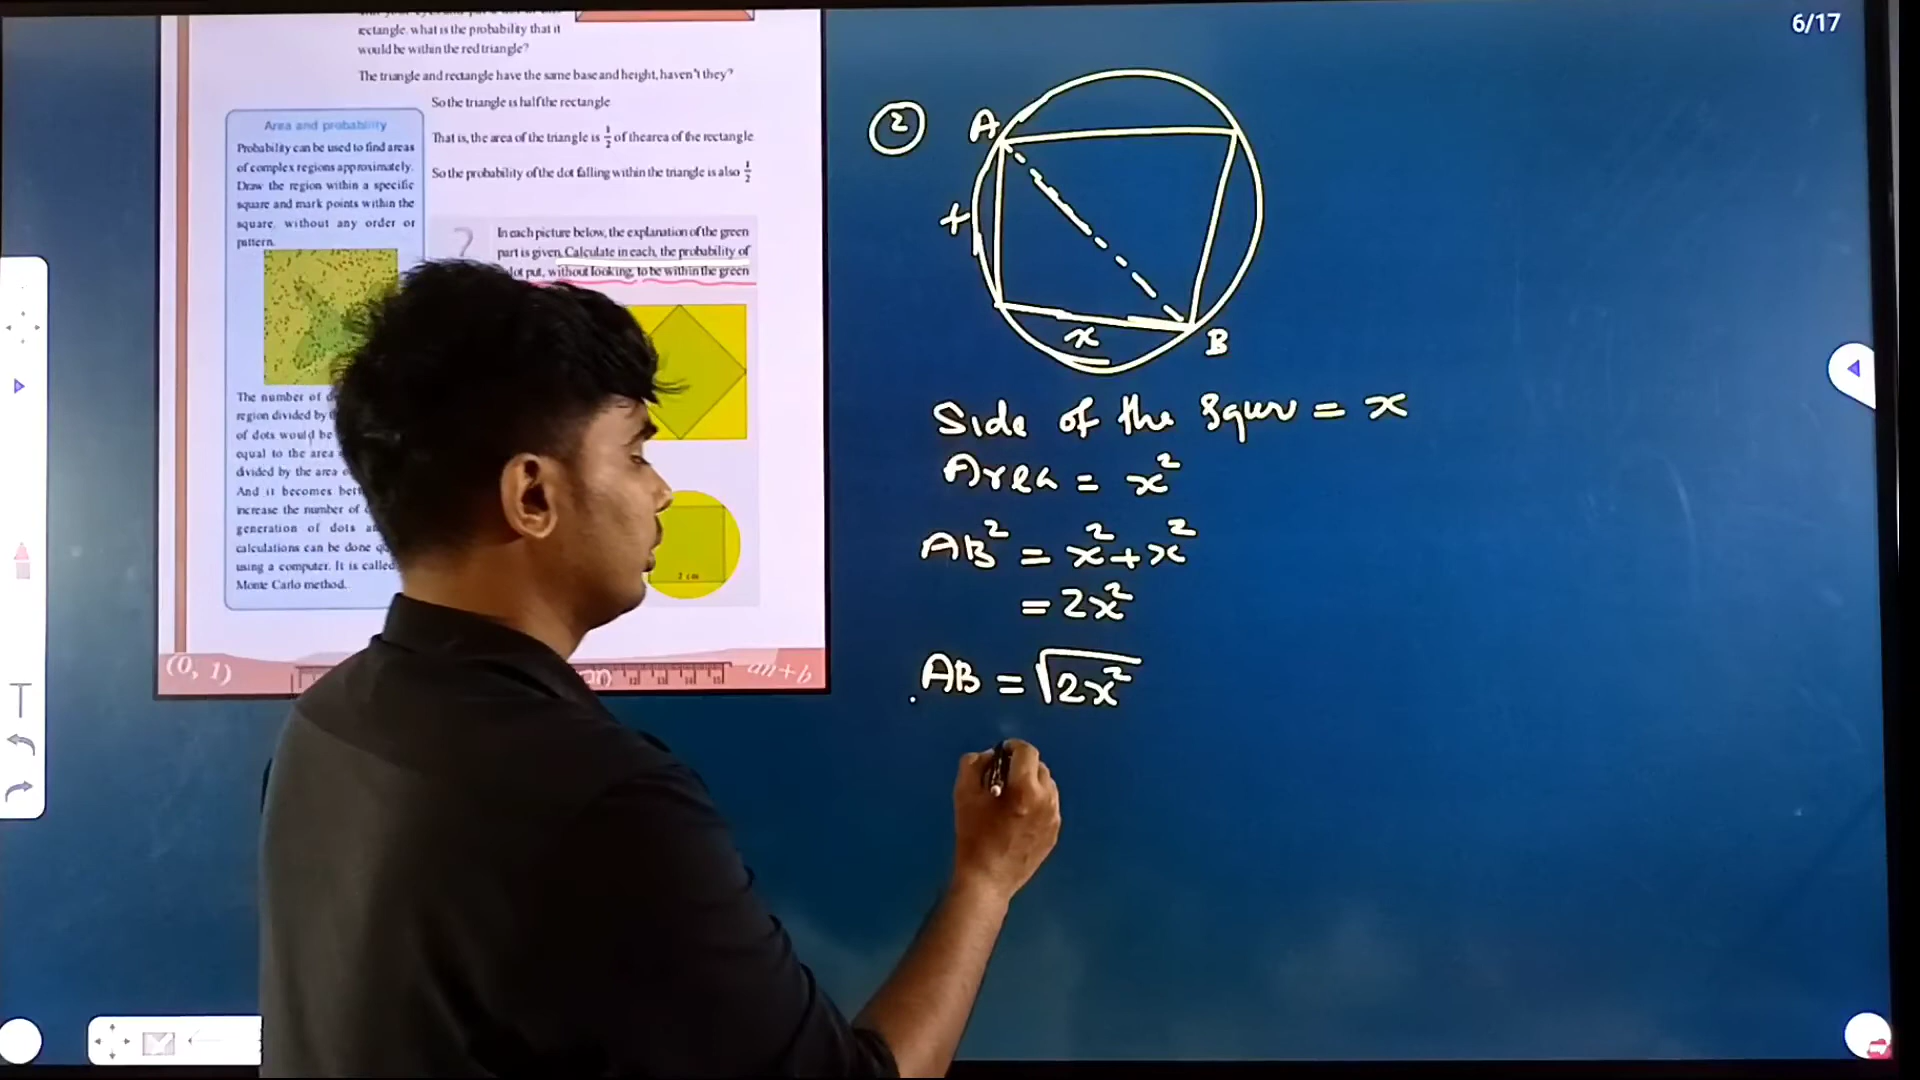 6/17
rectangle. what is the probability that it
would be within the red triangle?
The triangle and rectangle have the same base and height, haven't they?
So the triangle is half the rectangle
That is, the area of the triangle is 1/2 of thearea of the rectangle
So the probability of the dot falling within the triangle is also 1/2
Area and probability
Probability can be used to find areas
of complex regions approximately.
Draw the region within a specific
square and mark points within the
square, without any order or
pattern.
?
In each picture below, the explanation of the green
part is given. Calculate in each, the probability of
dot put, without looking, to be within the green
The number of
region divided by
of dots would be
equal to the area
divided by the area
And it becomes
increase the number of
generation of dots
calculations can be done
using a computer. It is called
Monte Carlo method.
2 cm
(0, 1)
12 13 14 15
an+b
2
A
x
B
Side of the = x
Area = x²
AB² = x² + x²
= 2x²
AB = √2x²
T